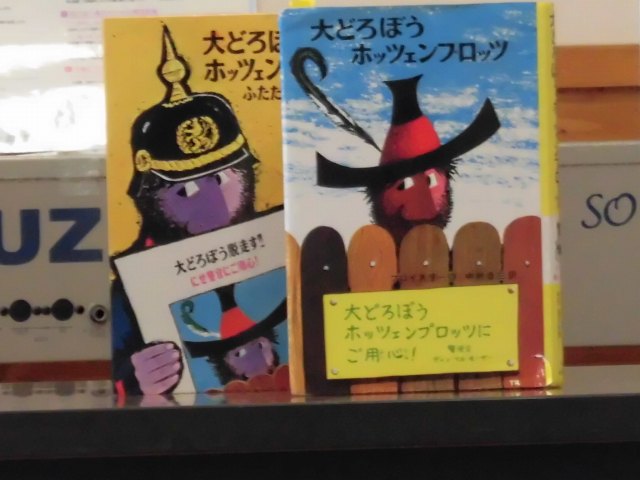 大どろぼ
ホッツェン
ふたた
大どろぼう脱走す!!
にせ警官にご用心!
大どろぼう
ホッツェンプロッツ
大どろぼう
ホッツェンプロッツに
ご用心!!
UZ
SO